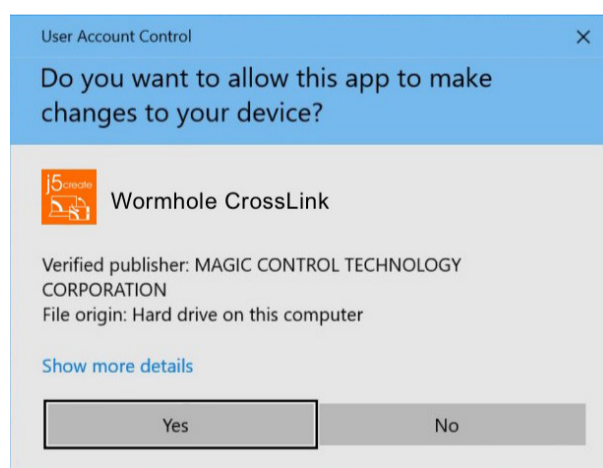 User Account Control
Do you want to allow this app to make
changes to your device?
j5create
Wormhole CrossLink
Verified publisher: MAGIC CONTROL TECHNOLOGY
CORPORATION
File origin: Hard drive on this computer
Show more details
Yes No